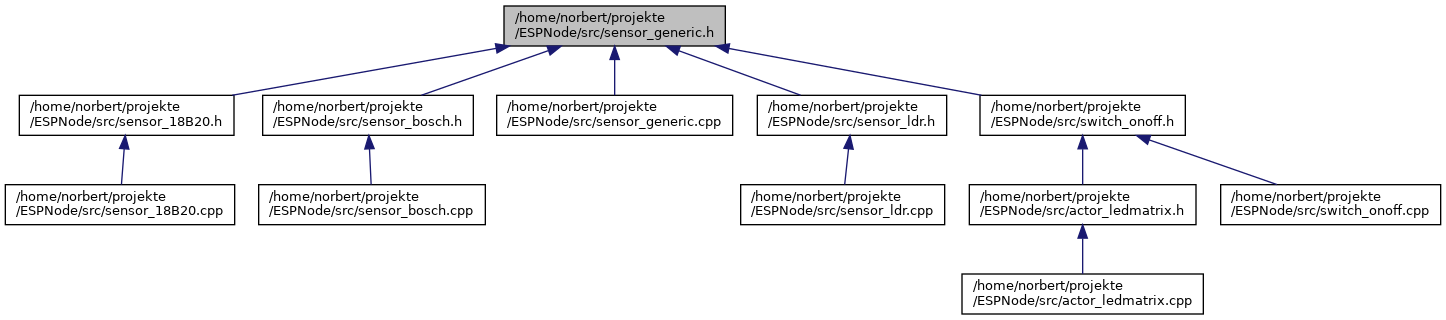 /home/norbert/projekte
/ESPNode/src/sensor_generic.h
/home/norbert/projekte
/ESPNode/src/sensor_18B20.h
/home/norbert/projekte
/ESPNode/src/sensor_bosch.h
/home/norbert/projekte
/ESPNode/src/sensor_generic.cpp
/home/norbert/projekte
/ESPNode/src/sensor_ldr.h
/home/norbert/projekte
/ESPNode/src/switch_onoff.h
/home/norbert/projekte
/ESPNode/src/sensor_18B20.cpp
/home/norbert/projekte
/ESPNode/src/sensor_bosch.cpp
/home/norbert/projekte
/ESPNode/src/sensor_ldr.cpp
/home/norbert/projekte
/ESPNode/src/actor_ledmatrix.h
/home/norbert/projekte
/ESPNode/src/switch_onoff.cpp
/home/norbert/projekte
/ESPNode/src/actor_ledmatrix.cpp